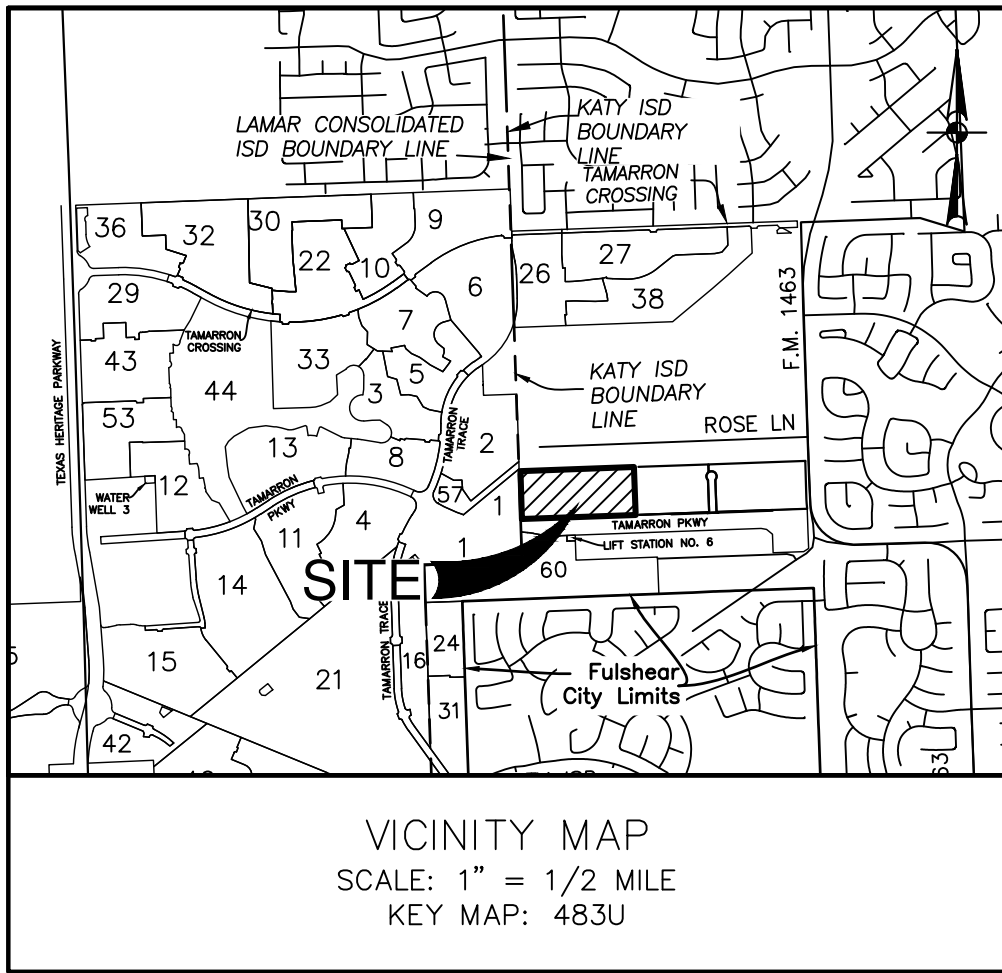 LAMAR CONSOLIDATED
ISD BOUNDARY LINE
KATY ISD
BOUNDARY
LINE
TAMARRON
CROSSING
36
32
30
22
10
9
6
26
27
38
29
TAMARRON
CROSSING
7
F.M. 1463
TEXAS HERITAGE PARKWAY
43
44
33
3
5
KATY ISD
BOUNDARY
LINE
53
13
8
TAMARRON
TRACE
2
ROSE LN
WATER
WELL 3
12
TAMARRON
PKWY
57
1
11
4
1
TAMARRON PKWY
LIFT STATION NO. 6
SITE
60
14
15
21
TAMARRON TRACE
16
24
31
Fulshear
City Limits
42
VICINITY MAP
SCALE: 1" = 1/2 MILE
KEY MAP: 483U